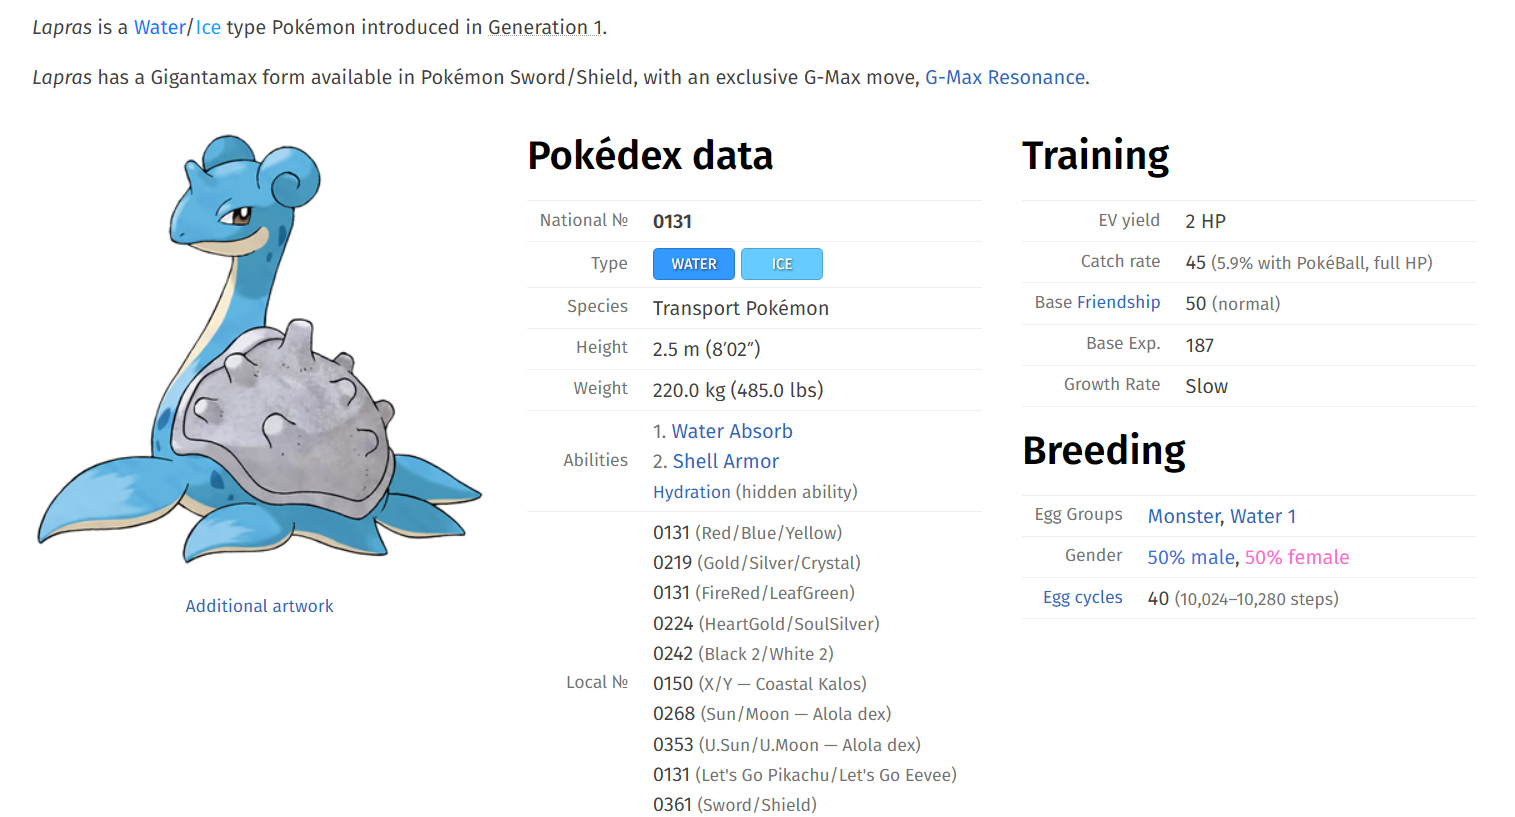 Lapras is a Water/Ice type Pokémon introduced in Generation 1.
Lapras has a Gigantamax form available in Pokémon Sword/Shield, with an exclusive G-Max move, G-Max Resonance.
Additional artwork
Pokédex data
National № 0131
Type WATER ICE
Species Transport Pokémon
Height 2.5 m (8′02″)
Weight 220.0 kg (485.0 lbs)
Abilities
1. Water Absorb
2. Shell Armor
Hydration (hidden ability)
Local №
0131 (Red/Blue/Yellow)
0219 (Gold/Silver/Crystal)
0131 (FireRed/LeafGreen)
0224 (HeartGold/SoulSilver)
0242 (Black 2/White 2)
0150 (X/Y — Coastal Kalos)
0268 (Sun/Moon — Alola dex)
0353 (U.Sun/U.Moon — Alola dex)
0131 (Let's Go Pikachu/Let's Go Eevee)
0361 (Sword/Shield)
Training
EV yield 2 HP
Catch rate 45 (5.9% with PokéBall, full HP)
Base Friendship 50 (normal)
Base Exp. 187
Growth Rate Slow
Breeding
Egg Groups Monster, Water 1
Gender 50% male, 50% female
Egg cycles 40 (10,024–10,280 steps)